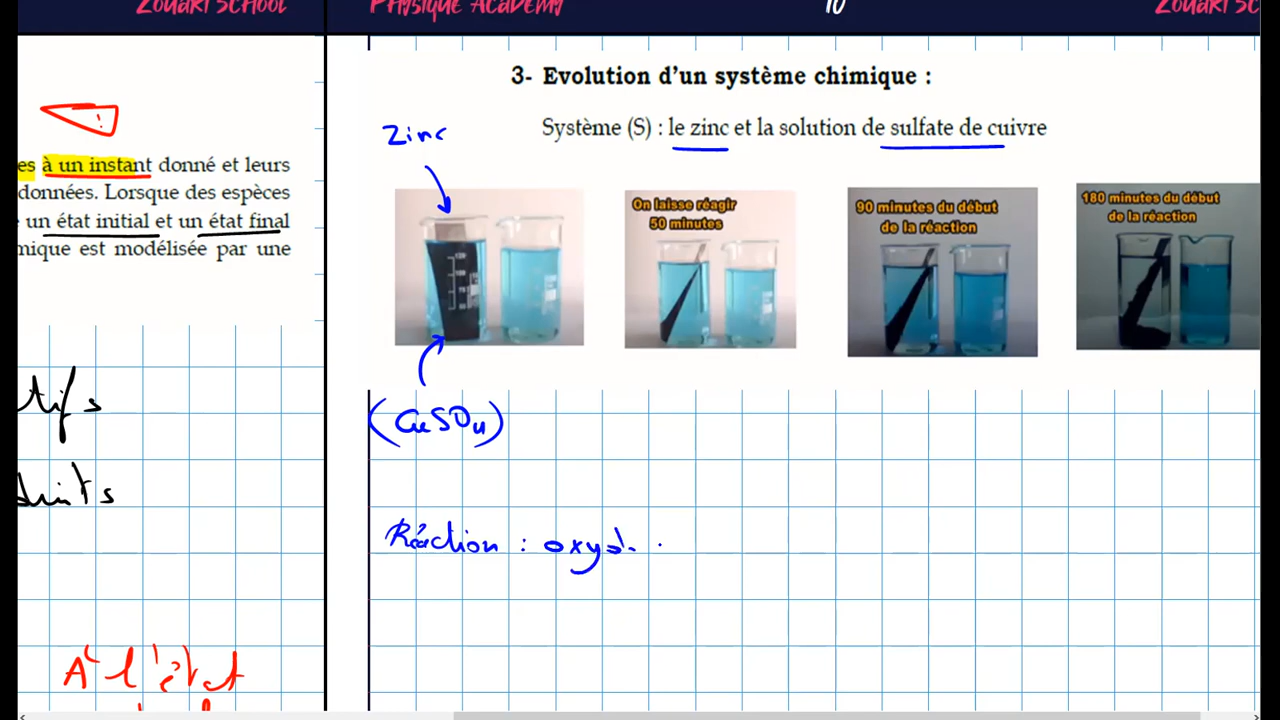 ZOUARI SCHOOL
Physique Academy
10
ZOUARI SC
es à un instant donné et leurs
données. Lorsque des espèces
e un état initial et un état final
mique est modélisée par une
tifs
duits
A l'état
3- Evolution d'un système chimique :
Système (S) : le zinc et la solution de sulfate de cuivre
Zinc
On laisse réagir
50 minutes
90 minutes du début
de la réaction
180 minutes du début
de la réaction
(CuSO4)
Réaction : oxyd.